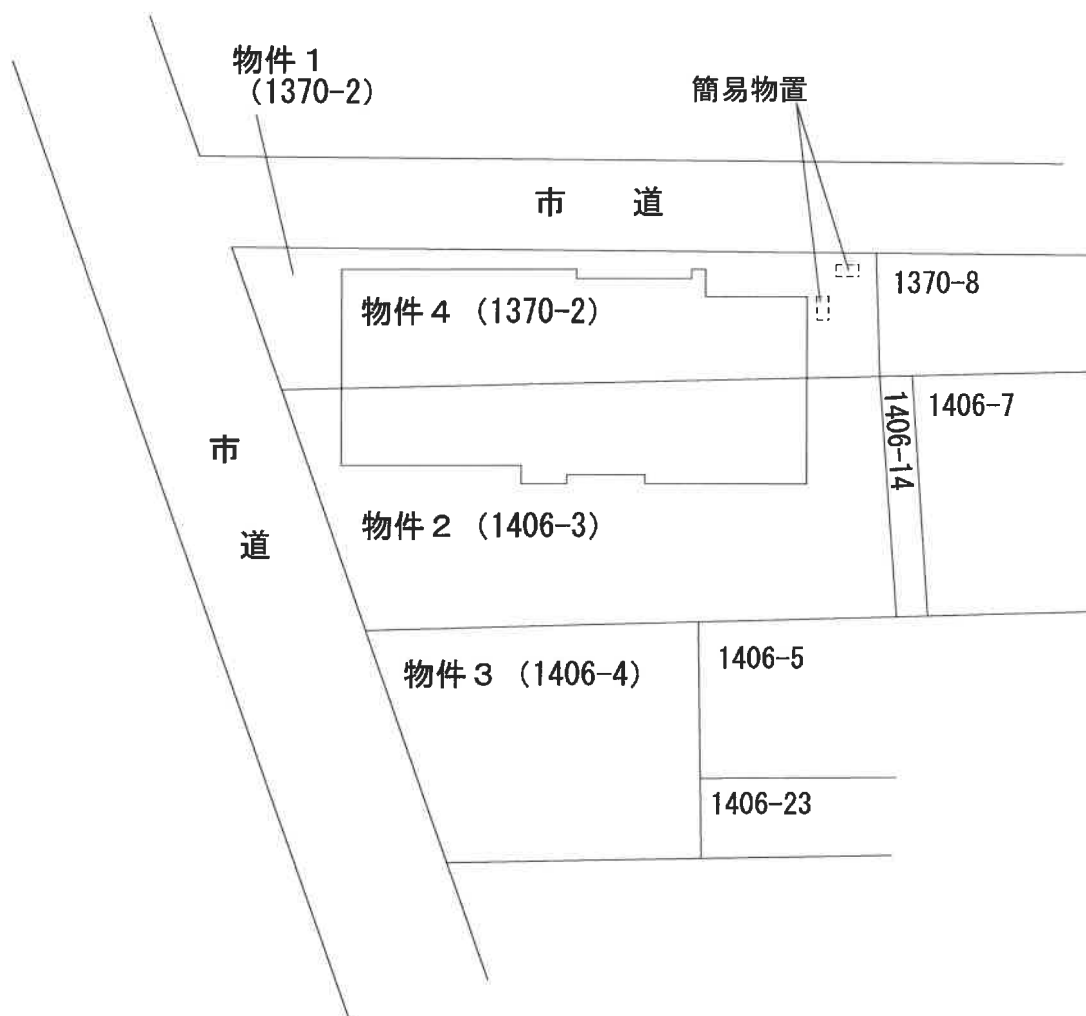 物件１
（1370-2）
簡易物置
市　道
1370-8
物件４（1370-2）
1406-14
1406-7
市
道
物件２（1406-3）
物件３（1406-4）
1406-5
1406-23